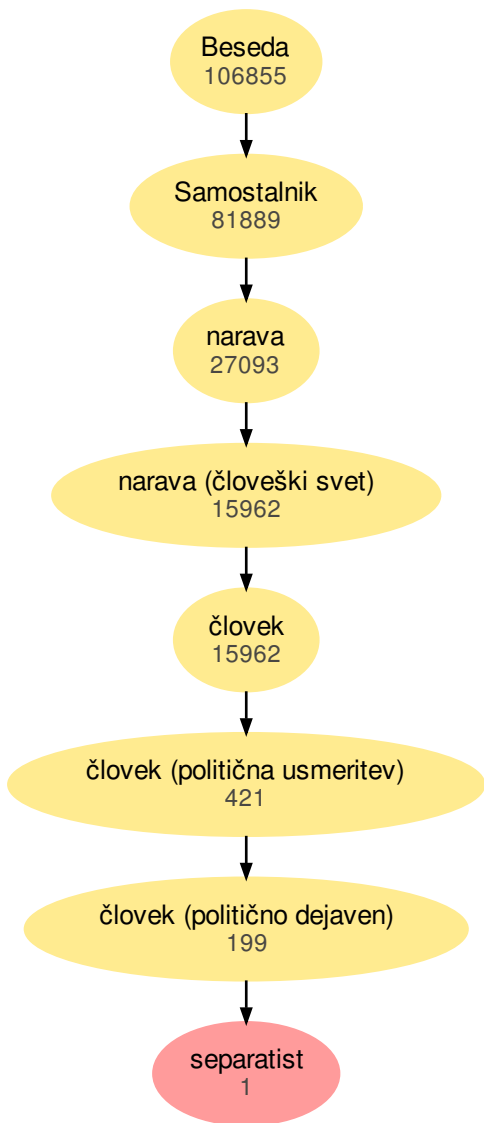 Beseda
106855
Samostalnik
81889
narava
27093
narava (človeški svet)
15962
človek
15962
človek (politična usmeritev)
421
človek (politično dejaven)
199
separatist
1